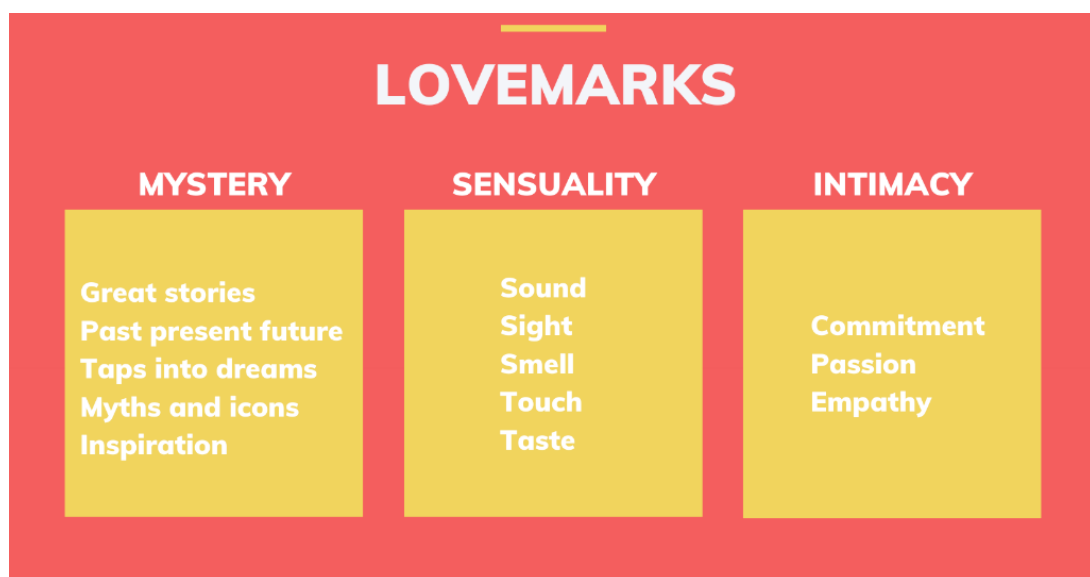 LOVEMARKS
MYSTERY
Great stories
Past present future
Taps into dreams
Myths and icons
Inspiration
SENSUALITY
Sound
Sight
Smell
Touch
Taste
INTIMACY
Commitment
Passion
Empathy